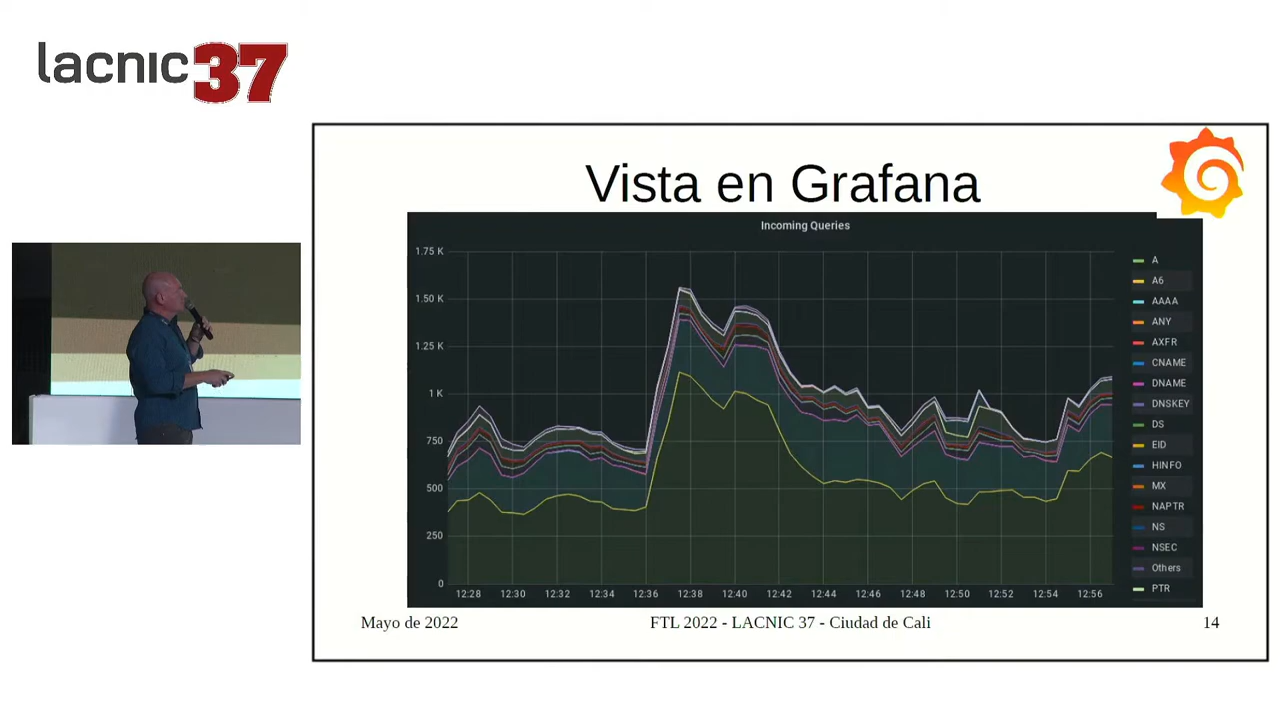 lacnic 37
Vista en Grafana
Incoming Queries
1.75 K
1.50 K
1.25 K
1 K
750
500
250
0
12:28 12:30 12:32 12:34 12:36 12:38 12:40 12:42 12:44 12:46 12:48 12:50 12:52 12:54 12:56
A
A6
AAAA
ANY
AXFR
CNAME
DNAME
DNSKEY
DS
EID
HINFO
MX
NAPTR
NS
NSEC
Others
PTR
Mayo de 2022 FTL 2022 - LACNIC 37 - Ciudad de Cali 14